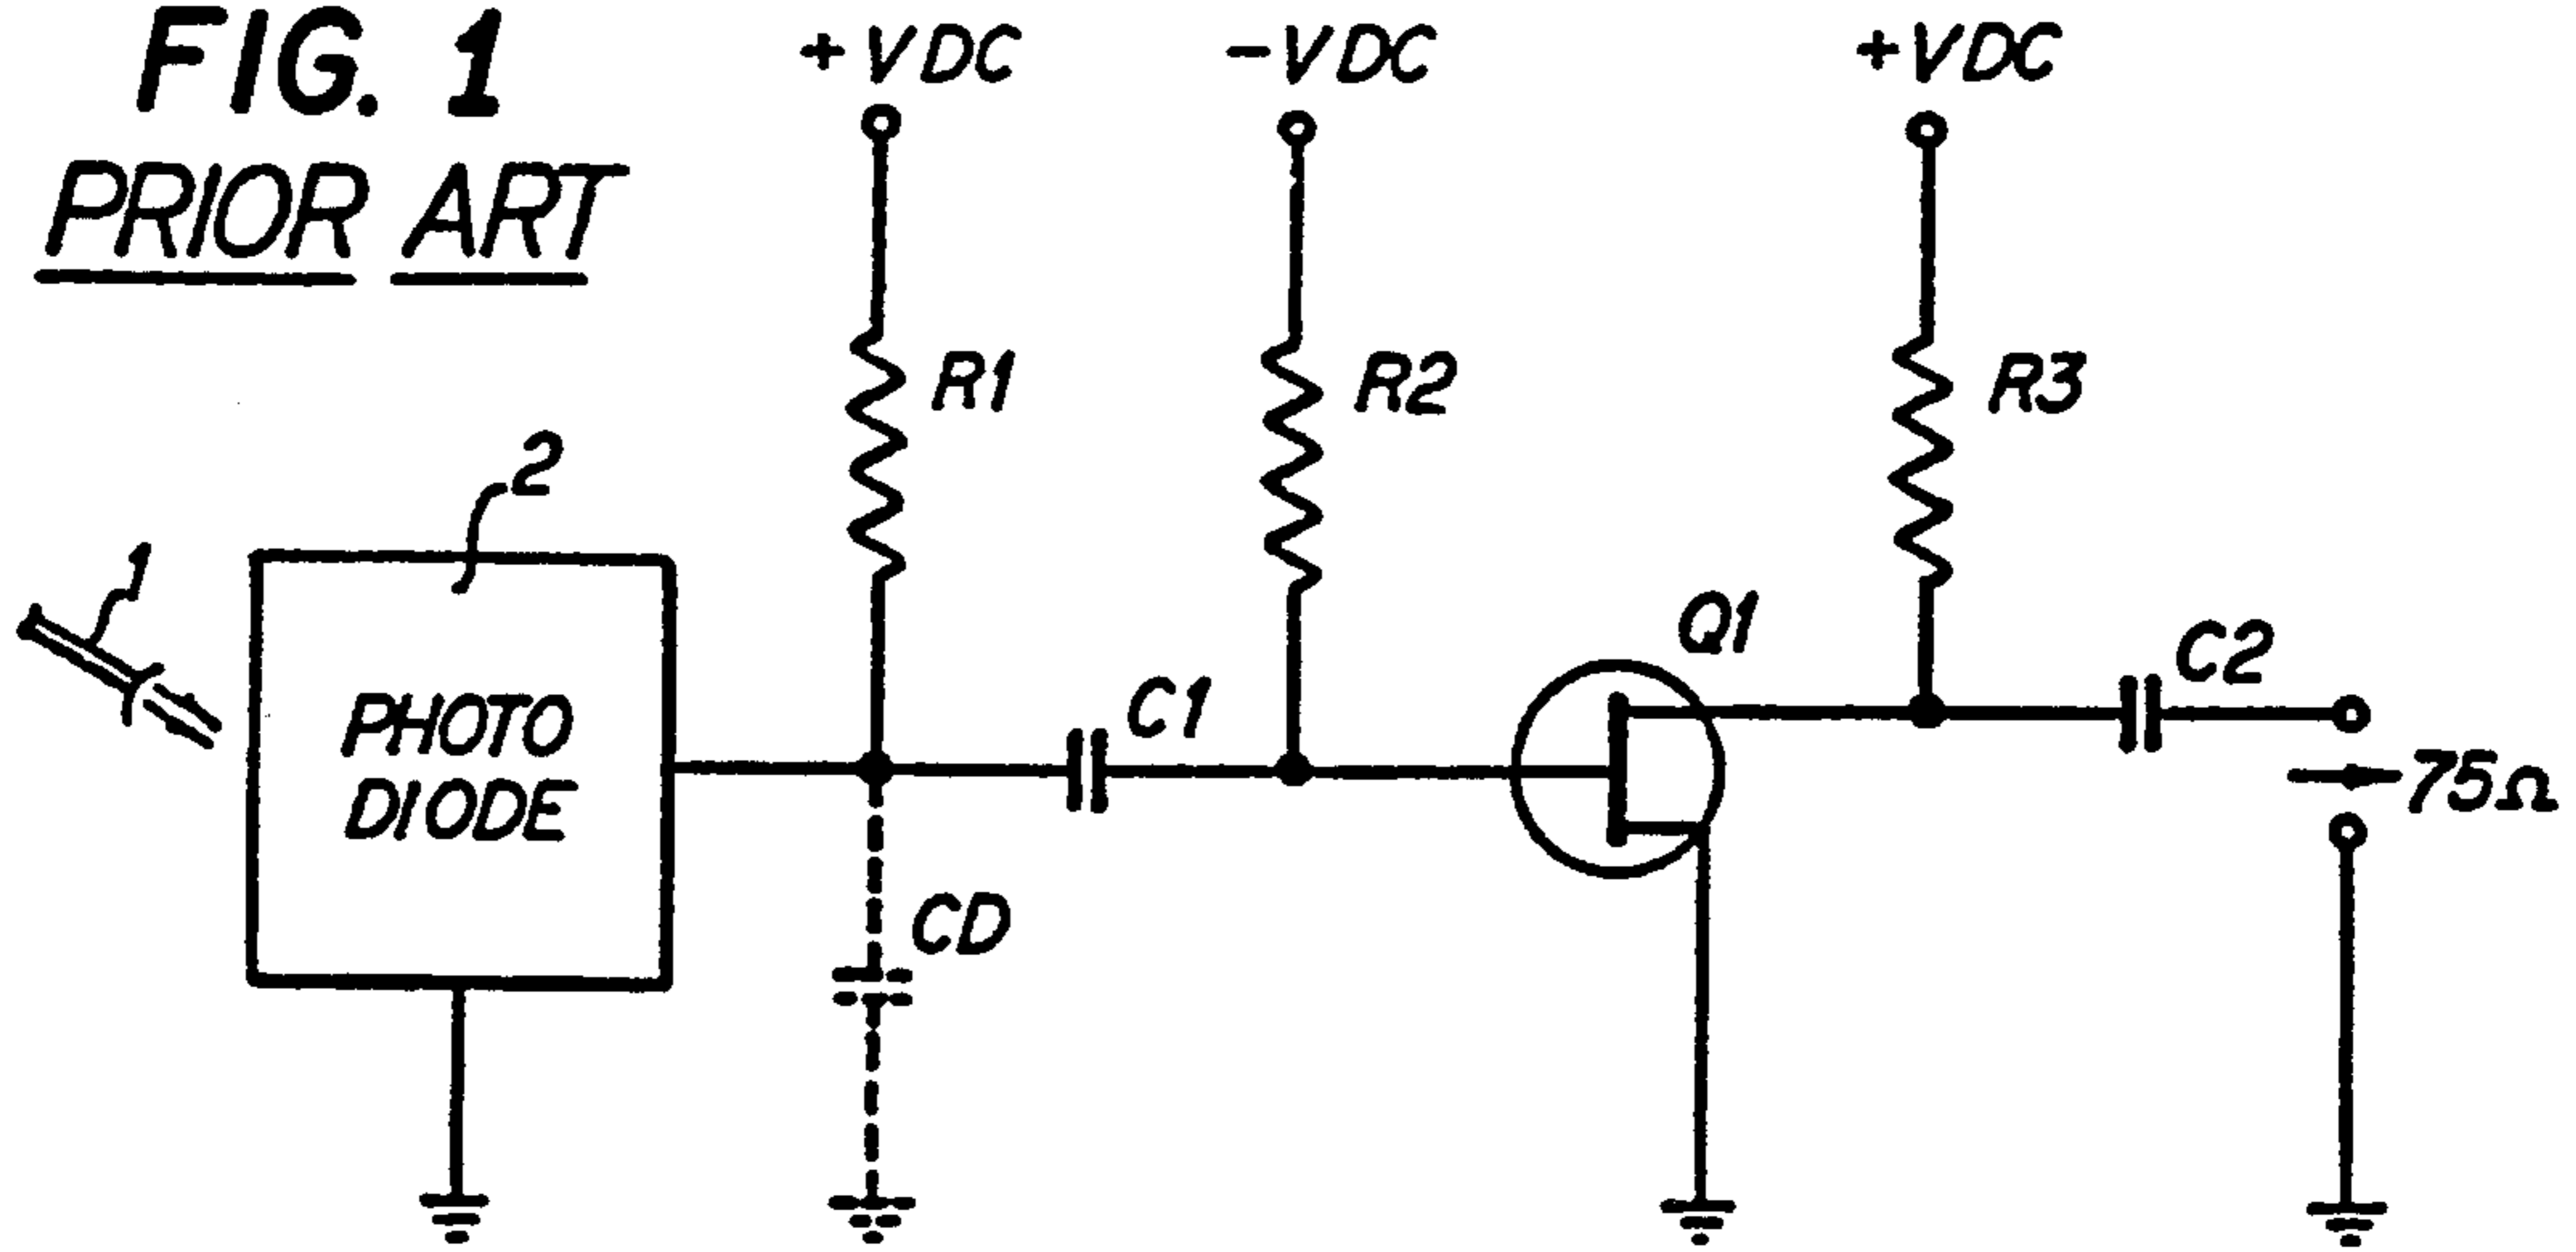 FIG. 1
PRIOR ART
+VDC
-VDC
+VDC
R1
R2
R3
2
1
PHOTO
DIODE
C1
Q1
C2
75Ω
CD